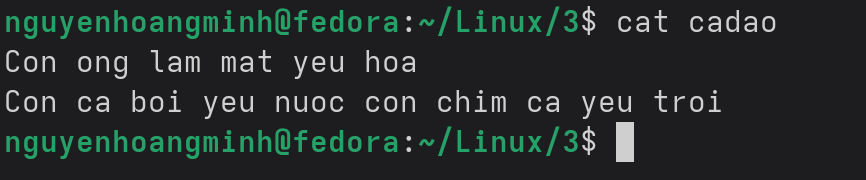 nguyenhoangminh@fedora:~/Linux/3$ cat cadao
Con ong lam mat yeu hoa
Con ca boi yeu nuoc con chim ca yeu troi
nguyenhoangminh@fedora:~/Linux/3$